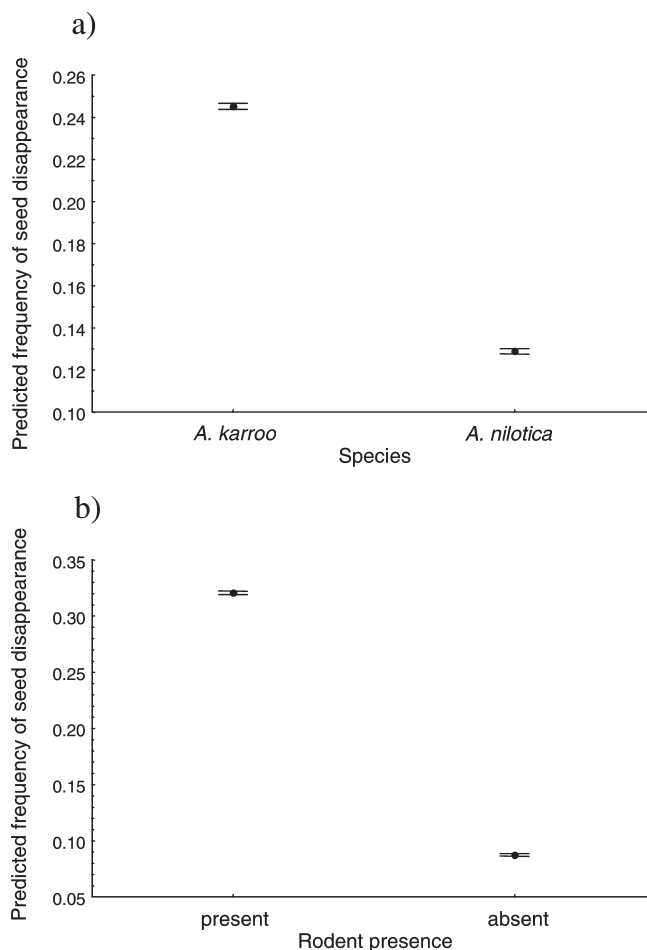 a)
Predicted frequency of seed disappearance
0.26
0.24
0.22
0.20
0.18
0.16
0.14
0.12
0.10
A. karroo A. nilotica
Species
b)
Predicted frequency of seed disappearance
0.35
0.30
0.25
0.20
0.15
0.10
0.05
present absent
Rodent presence